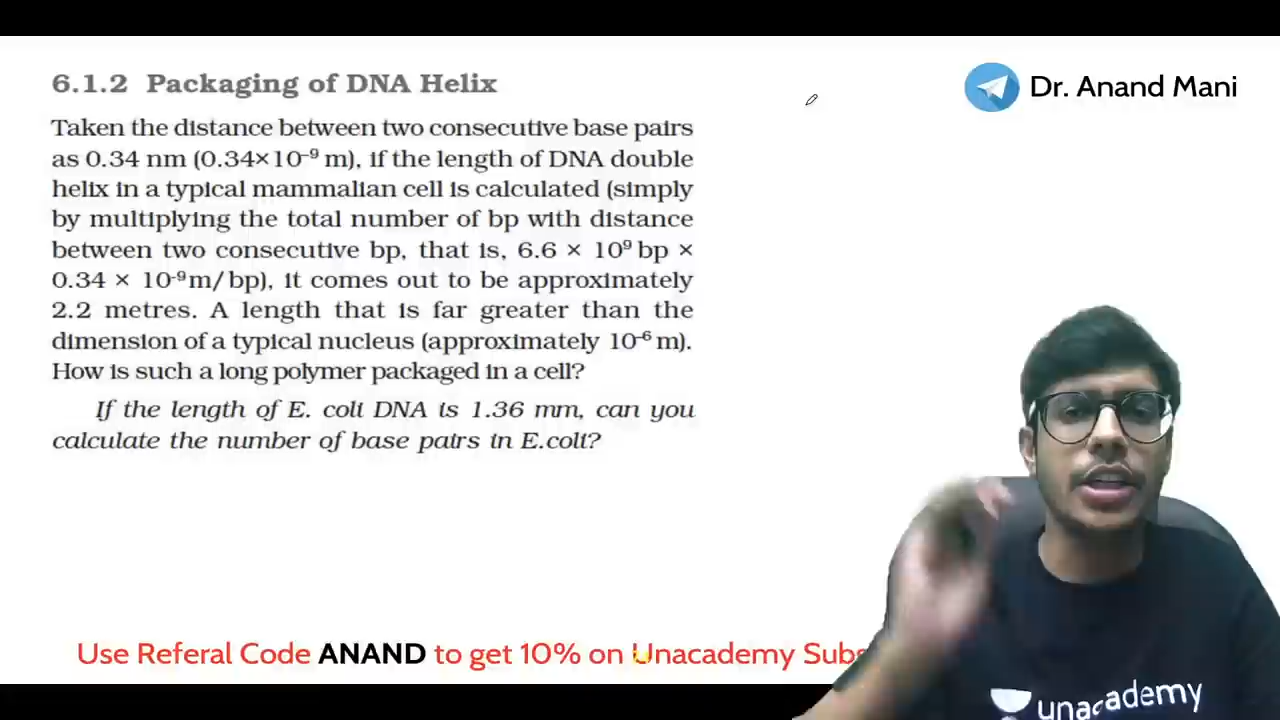 6.1.2 Packaging of DNA Helix
Dr. Anand Mani
Taken the distance between two consecutive base pairs
as 0.34 nm (0.34×10⁻⁹ m), if the length of DNA double
helix in a typical mammalian cell is calculated (simply
by multiplying the total number of bp with distance
between two consecutive bp, that is, 6.6 × 10⁹ bp ×
0.34 × 10⁻⁹m/bp), it comes out to be approximately
2.2 metres. A length that is far greater than the
dimension of a typical nucleus (approximately 10⁻⁶ m).
How is such a long polymer packaged in a cell?
If the length of E. coli DNA is 1.36 mm, can you
calculate the number of base pairs in E.coli?
Use Referal Code ANAND to get 10% on Unacademy Subs
unacademy